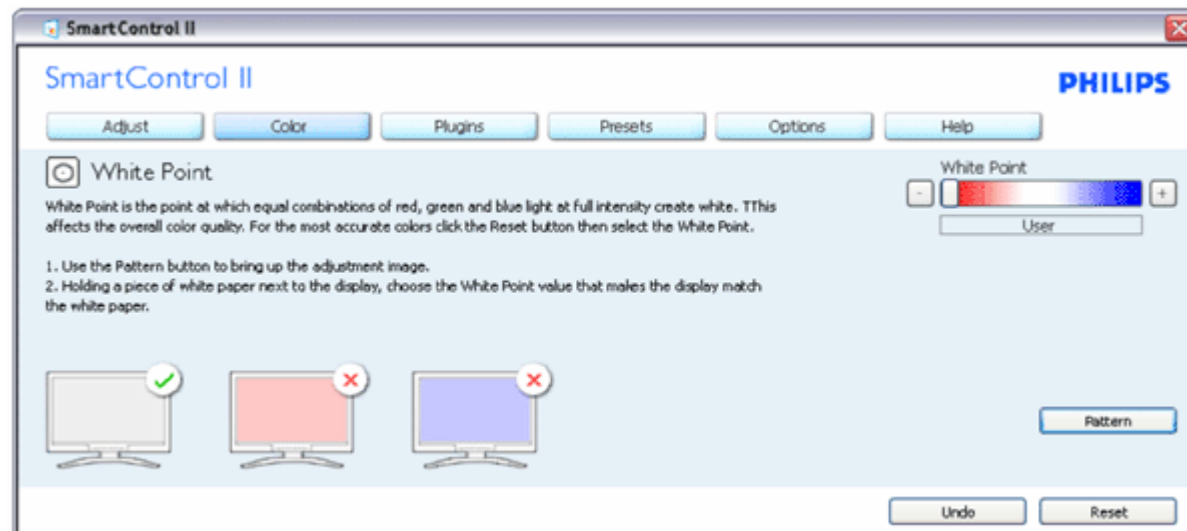 SmartControl II
SmartControl II
PHILIPS
Adjust
Color
Plugins
Presets
Options
Help
White Point
White Point is the point at which equal combinations of red, green and blue light at full intensity create white. TThis
affects the overall color quality. For the most accurate colors click the Reset button then select the White Point.
1. Use the Pattern button to bring up the adjustment image.
2. Holding a piece of white paper next to the display, choose the White Point value that makes the display match
the white paper.
White Point
- +
User
Pattern
Undo
Reset